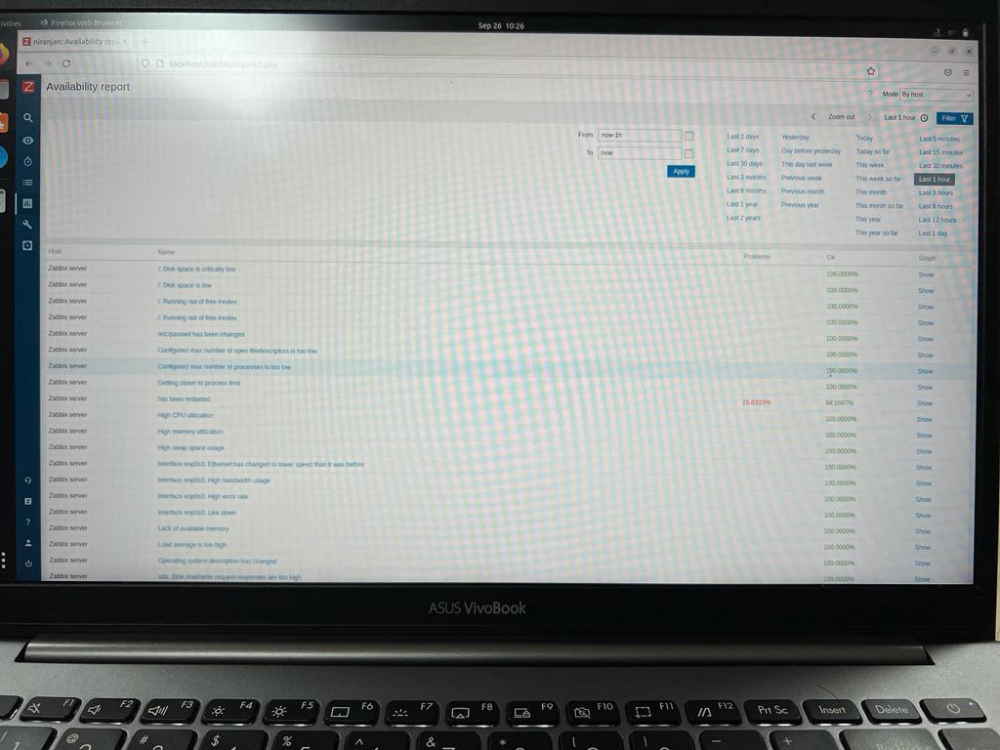 Firefox Web Browser
Sep 26 10:26
niranjan: Availability rep
localhost/zabbix/report2.php
Z Availability report
? Mode By host
Zoom out Last 1 hour Filter
From now-1h
To now
Apply
Last 2 days Yesterday Today Last 5 minutes
Last 7 days Day before yesterday Today so far Last 15 minutes
Last 30 days This day last week This week Last 30 minutes
Last 3 months Previous week This week so far Last 1 hour
Last 6 months Previous month This month Last 3 hours
Last 1 year Previous year This month so far Last 6 hours
Last 2 years This year Last 12 hours
This year so far Last 1 day
Host Name Problems Ok Graph
Zabbix server /: Disk space is critically low 100.0000% Show
Zabbix server /: Disk space is low 100.0000% Show
Zabbix server /: Running out of free inodes 100.0000% Show
Zabbix server /: Running out of free inodes 100.0000% Show
Zabbix server /etc/passwd has been changed 100.0000% Show
Zabbix server Configured max number of open filedescriptors is too low 100.0000% Show
Zabbix server Configured max number of processes is too low 100.0000% Show
Zabbix server Getting closer to process limit 100.0000% Show
Zabbix server has been restarted 15.8333% 84.1667% Show
Zabbix server High CPU utilization 100.0000% Show
Zabbix server High memory utilization 100.0000% Show
Zabbix server High swap space usage 100.0000% Show
Zabbix server Interface enp0s3: Ethernet has changed to lower speed than it was before 100.0000% Show
Zabbix server Interface enp0s3: High bandwidth usage 100.0000% Show
Zabbix server Interface enp0s3: High error rate 100.0000% Show
Zabbix server Interface enp0s3: Link down 100.0000% Show
Zabbix server Lack of available memory 100.0000% Show
Zabbix server Load average is too high 100.0000% Show
Zabbix server Operating system description has changed 100.0000% Show
Zabbix server sda: Disk read/write request responses are too high 100.0000% Show
ASUS VivoBook
F1 F2 F3 F4 F5 F6 F7 F8 F9 F10 F11 F12 Prt Sc Insert Delete
! @ # $ % ^ & * ( ) — + Backspace